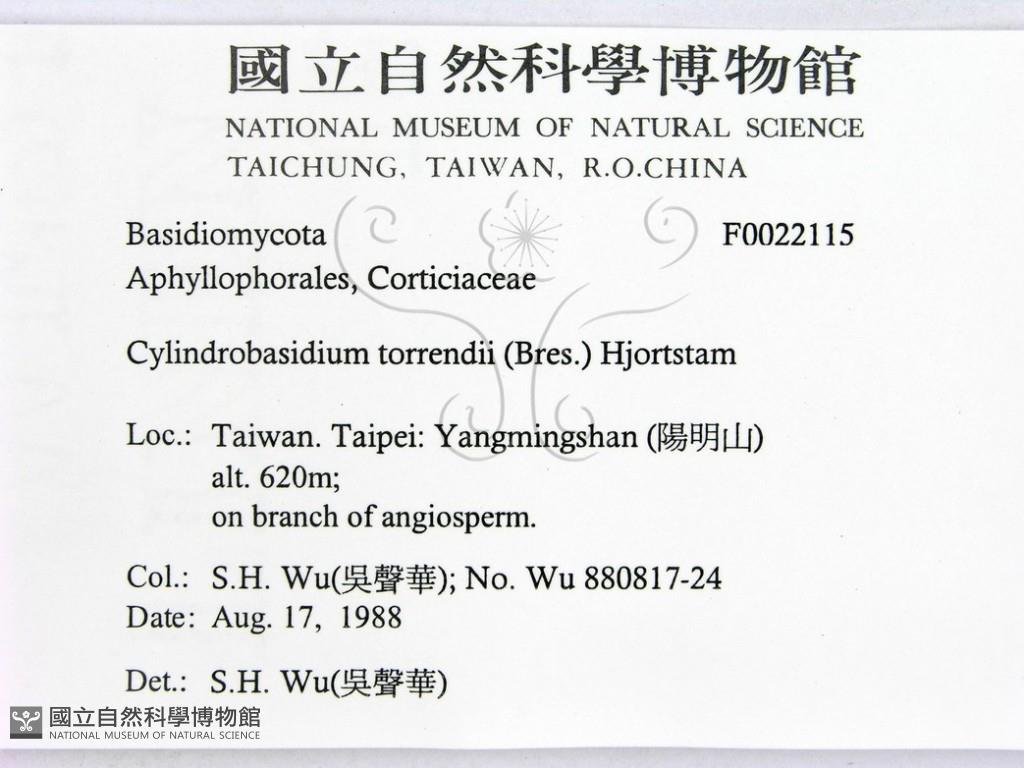 國立自然科學博物館
NATIONAL MUSEUM OF NATURAL SCIENCE
TAICHUNG, TAIWAN, R.O.CHINA
Basidiomycota F0022115
Aphyllophorales, Corticiaceae
Cylindrobasidium torrendii (Bres.) Hjortstam
Loc.: Taiwan. Taipei: Yangmingshan (陽明山)
alt. 620m;
on branch of angiosperm.
Col.: S.H. Wu(吳聲華); No. Wu 880817-24
Date: Aug. 17, 1988
Det.: S.H. Wu(吳聲華)
國立自然科學博物館
NATIONAL MUSEUM OF NATURAL SCIENCE